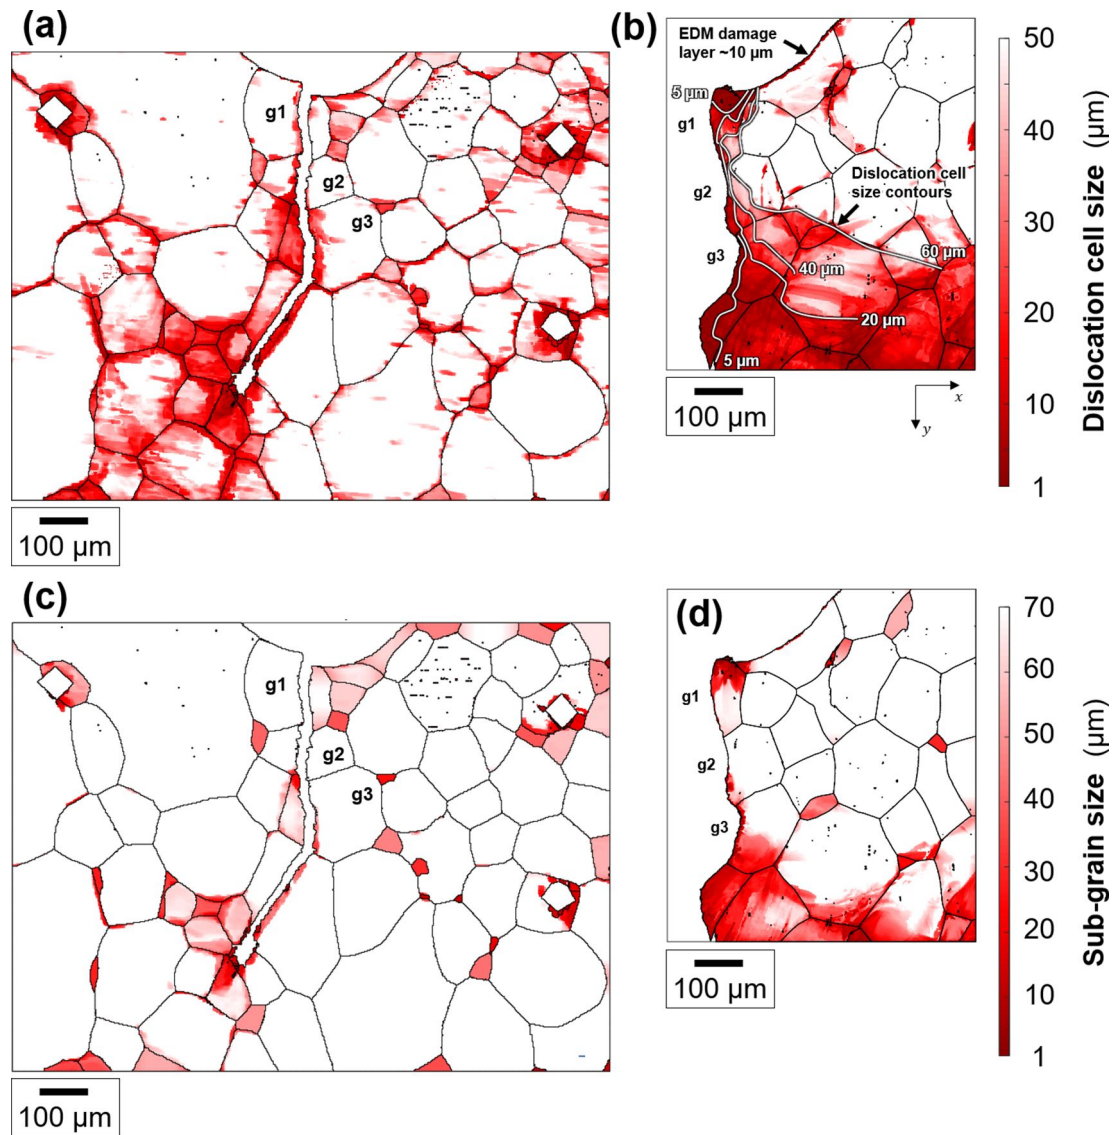 (a)
g1
g2
g3
100 µm
(b)
EDM damage
layer ~10 µm
5 µm
g1
g2
Dislocation cell
size contours
g3
60 µm
40 µm
20 µm
5 µm
100 µm
x
y
50
40
30
20
10
1
Dislocation cell size (µm)
(c)
g1
g2
g3
100 µm
(d)
g1
g2
g3
100 µm
70
60
50
40
30
20
10
1
Sub-grain size (µm)